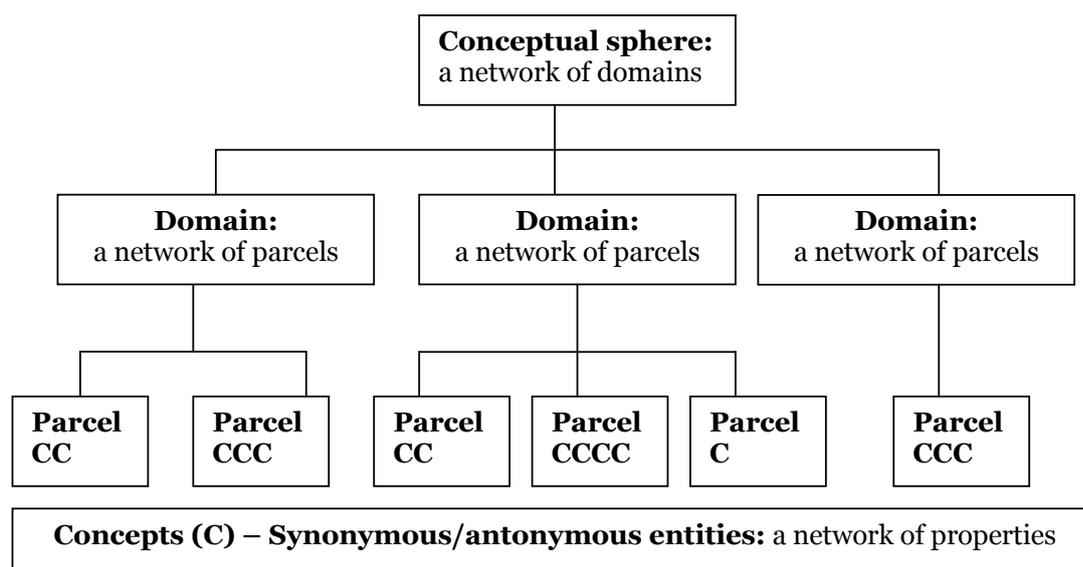 Conceptual sphere:
a network of domains
Domain:
a network of parcels
Domain:
a network of parcels
Domain:
a network of parcels
Parcel
CC
Parcel
CCC
Parcel
CC
Parcel
CCCC
Parcel
C
Parcel
CCC
Concepts (C) – Synonymous/antonymous entities: a network of properties